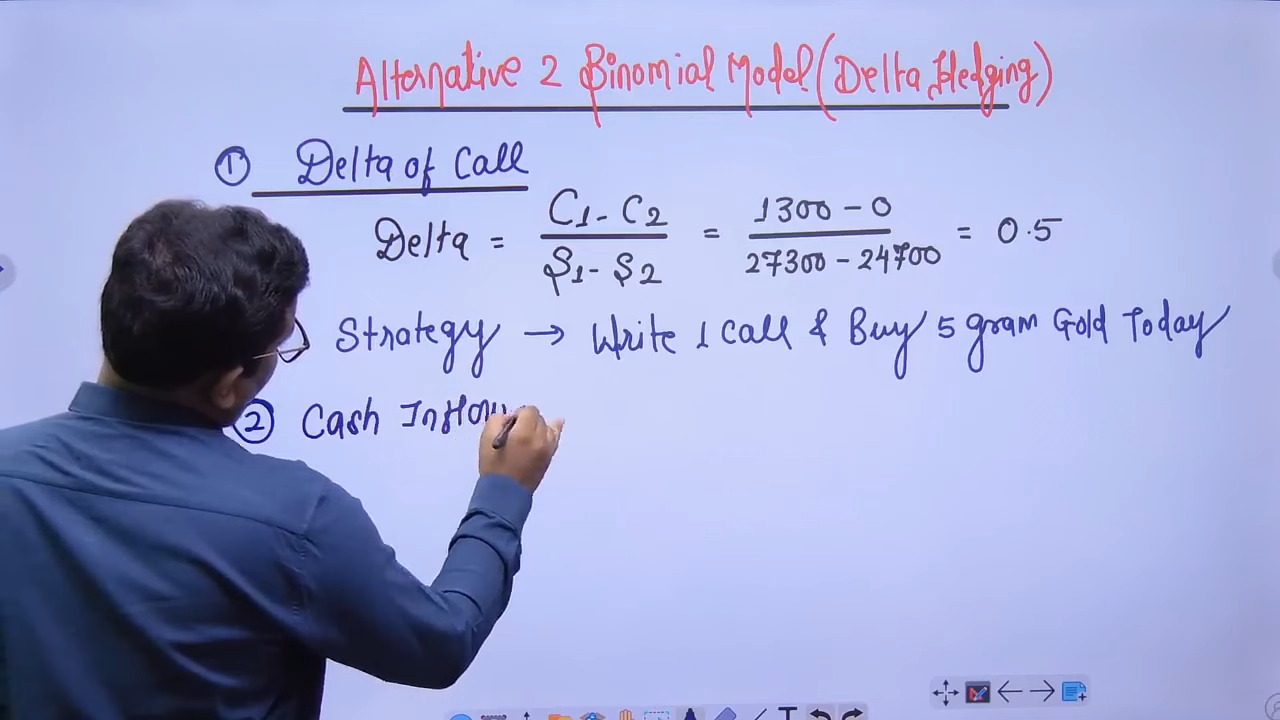 Alternative 2 Binomial Model (Delta Hedging)
① Delta of Call
Delta = C1 - C2 / S1 - S2 = 1300 - 0 / 27300 - 24700 = 0.5
Strategy → Write 1 Call & Buy 5 gram Gold Today
② Cash Inflow